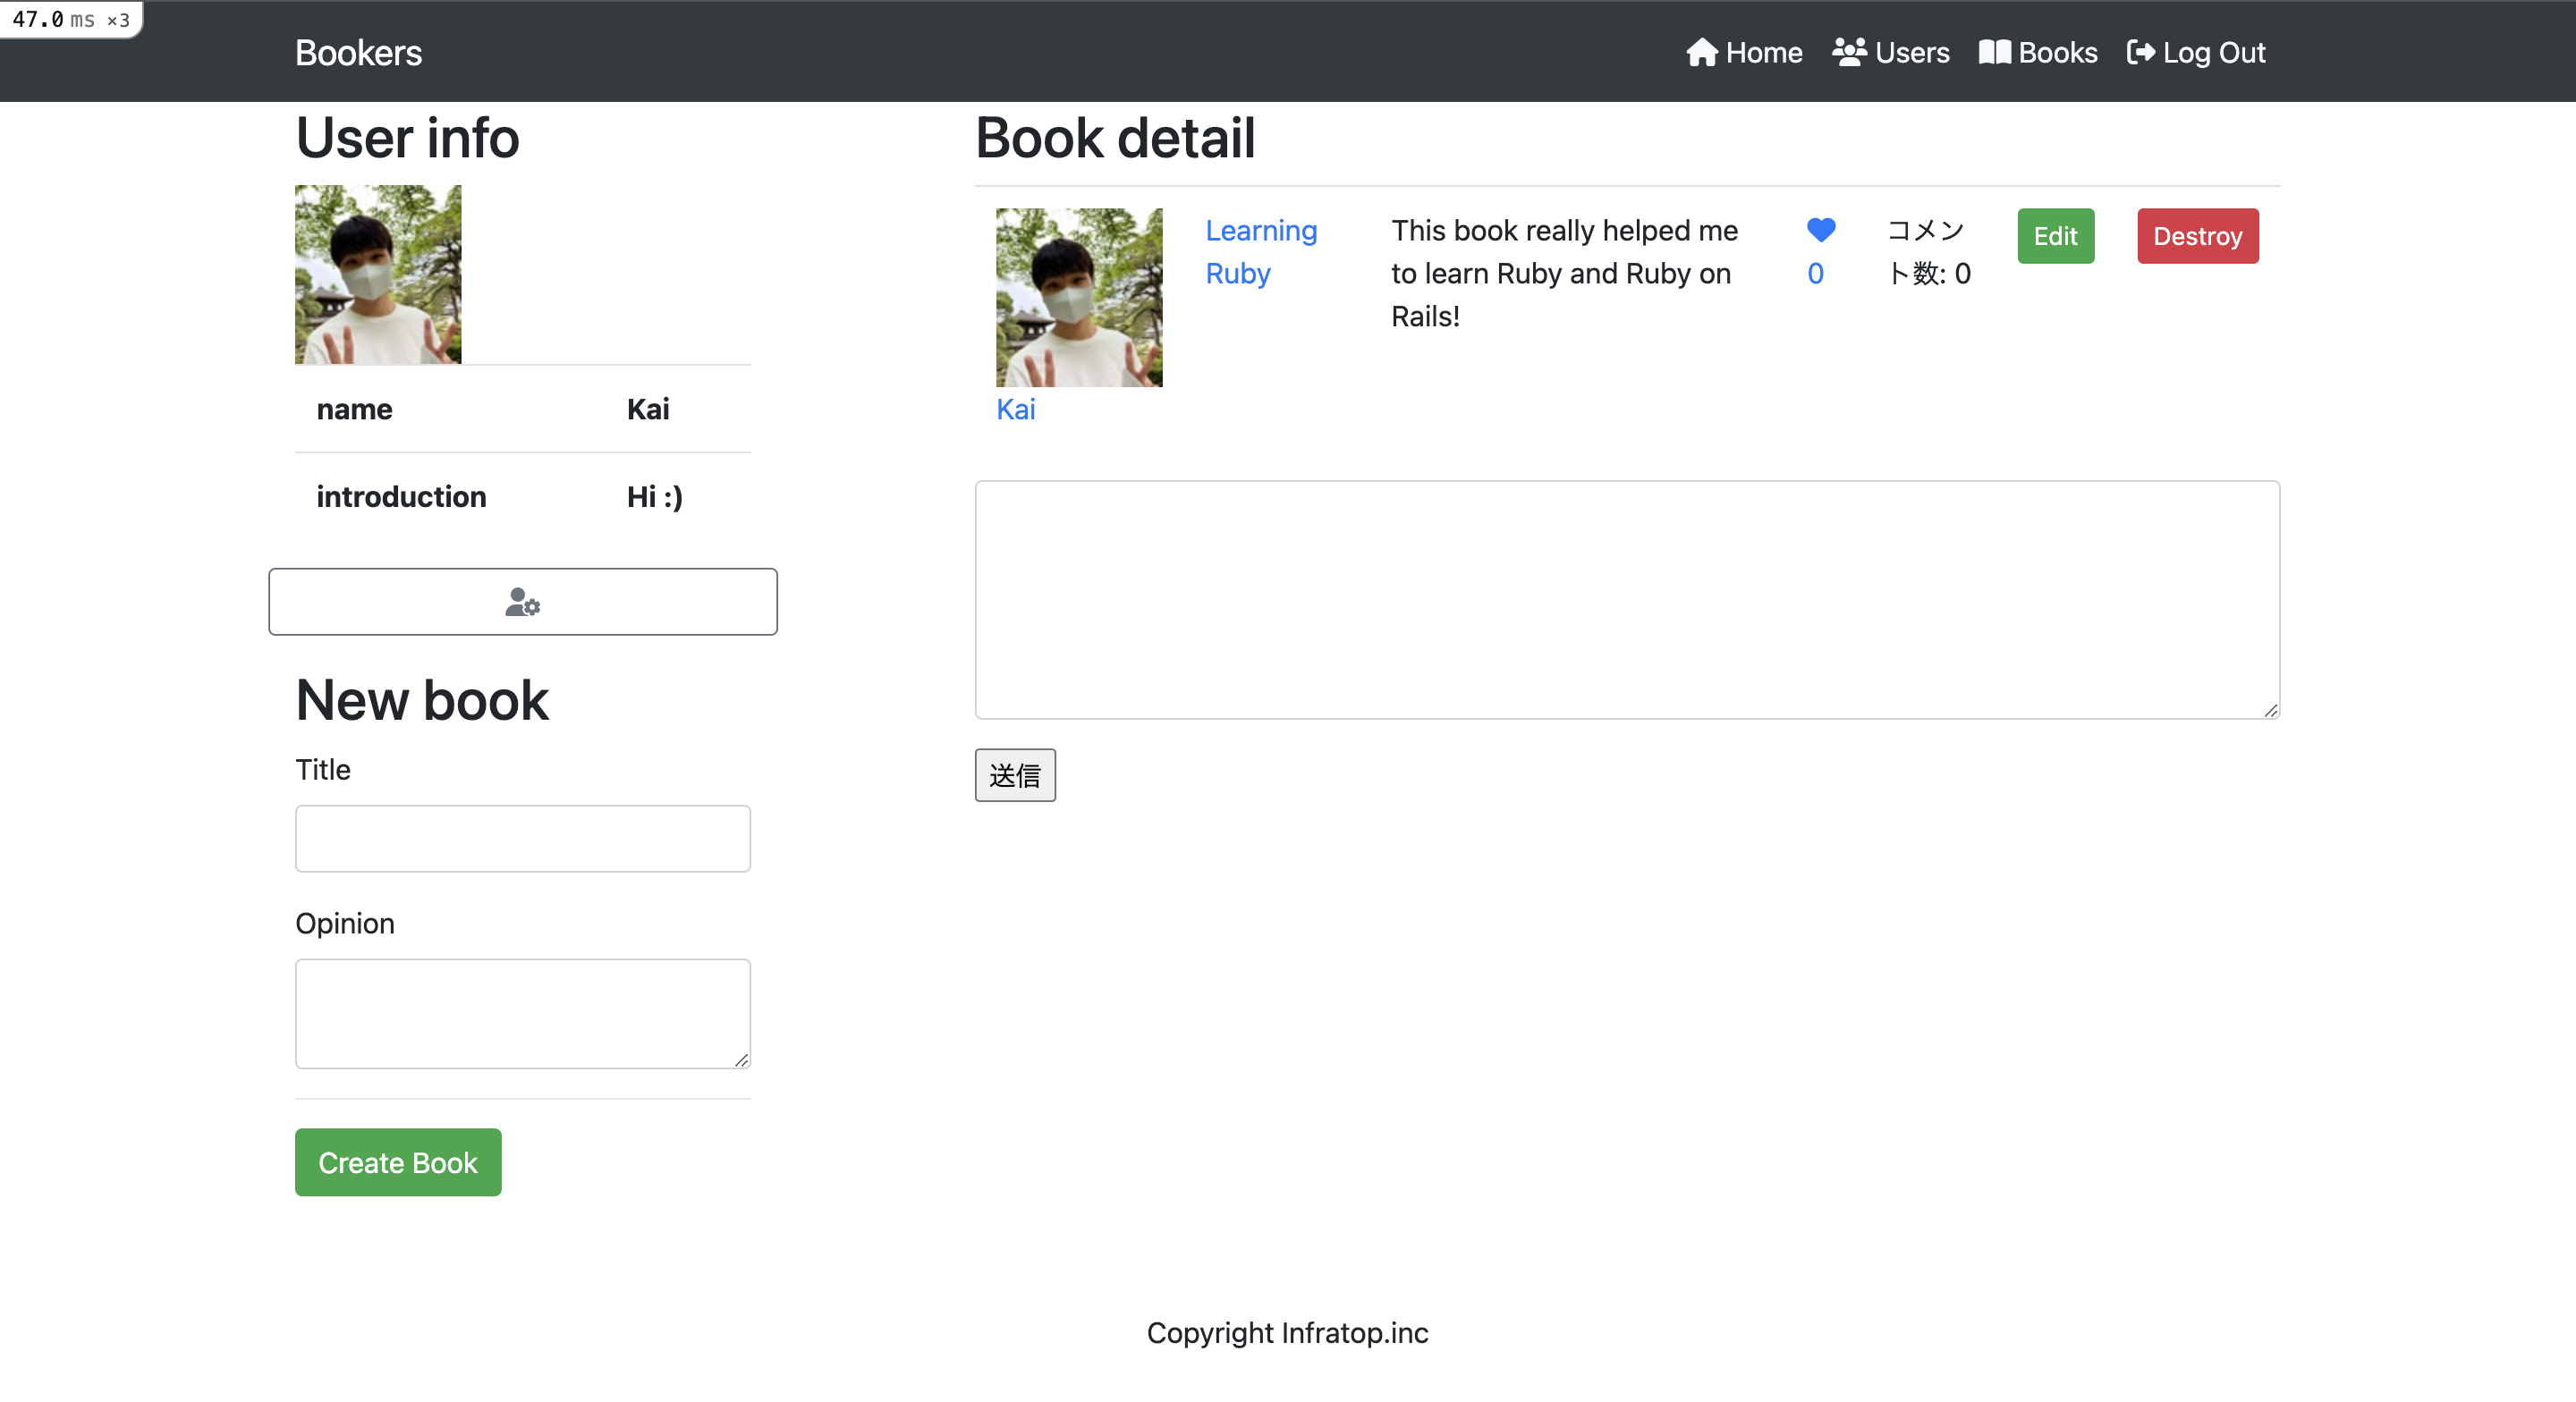 47.0 ms ×3
Bookers
Home Users Books Log Out
User info
name Kai
introduction Hi :)
New book
Title
Opinion
Create Book
Book detail
Kai
Learning
Ruby
This book really helped me
to learn Ruby and Ruby on
Rails!
0
コメン
ト数: 0
Edit
Destroy
送信
Copyright Infratop.inc